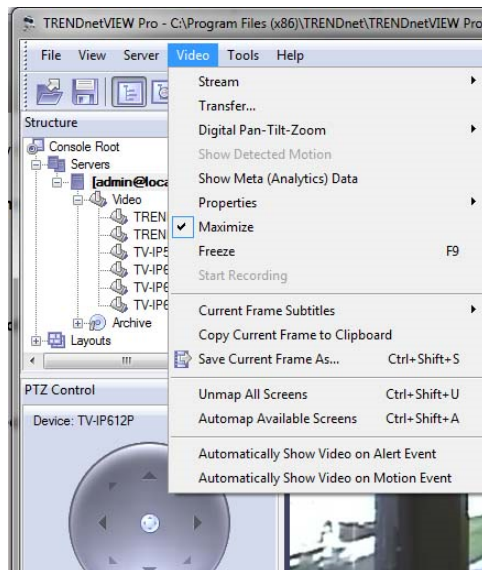 TRENDnetVIEW Pro - C:\Program Files (x86)\TRENDnet\TRENDnetVIEW Pro
File View Server Video Tools Help
Structure
Console Root
Servers
[admin@loca
Video
TREN
TREN
TV-IP5
TV-IP6
TV-IP6
TV-IP6
Archive
Layouts
PTZ Control
Device: TV-IP612P
Stream
Transfer...
Digital Pan-Tilt-Zoom
Show Detected Motion
Show Meta (Analytics) Data
Properties
Maximize
Freeze F9
Start Recording
Current Frame Subtitles
Copy Current Frame to Clipboard
Save Current Frame As... Ctrl+Shift+S
Unmap All Screens Ctrl+Shift+U
Automap Available Screens Ctrl+Shift+A
Automatically Show Video on Alert Event
Automatically Show Video on Motion Event